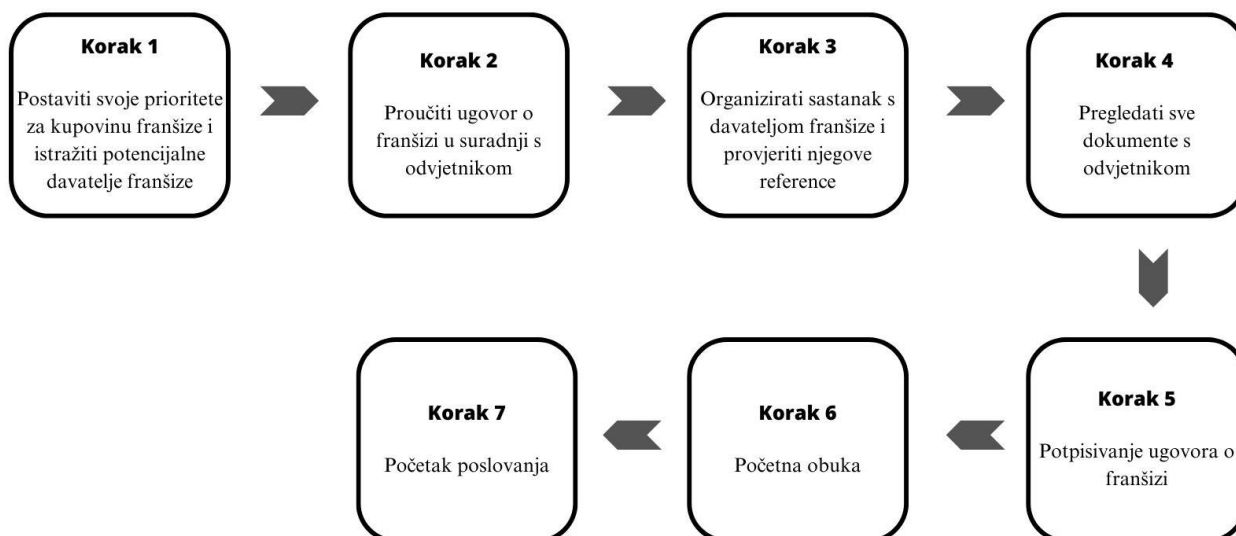 Korak 1
Postaviti svoje prioritete
za kupovinu franšize i
istražiti potencijalne
davatelje franšize
Korak 2
Proučiti ugovor o
franšizi u suradnji s
odvjetnikom
Korak 3
Organizirati sastanak s
davateljom franšize i
provjeriti njegove
reference
Korak 4
Pregledati sve
dokumente s
odvjetnikom
Korak 5
Potpisivanje ugovora o
franšizi
Korak 6
Početna obuka
Korak 7
Početak poslovanja